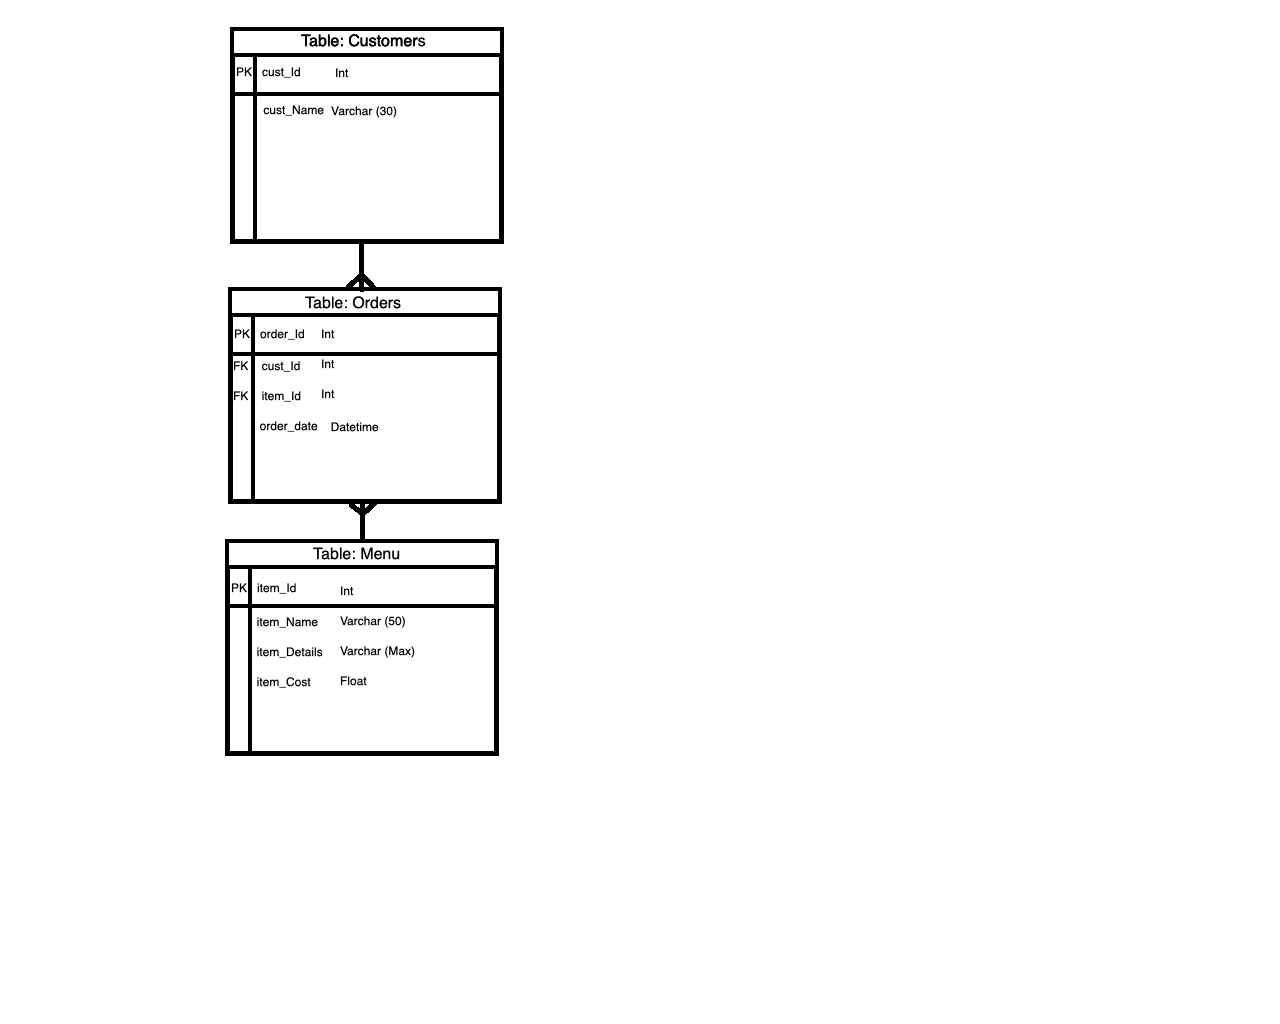 Table: Customers
PK cust_Id Int
cust_Name Varchar (30)
Table: Orders
PK order_Id Int
FK cust_Id Int
FK item_Id Int
order_date Datetime
Table: Menu
PK item_Id Int
item_Name Varchar (50)
item_Details Varchar (Max)
item_Cost Float